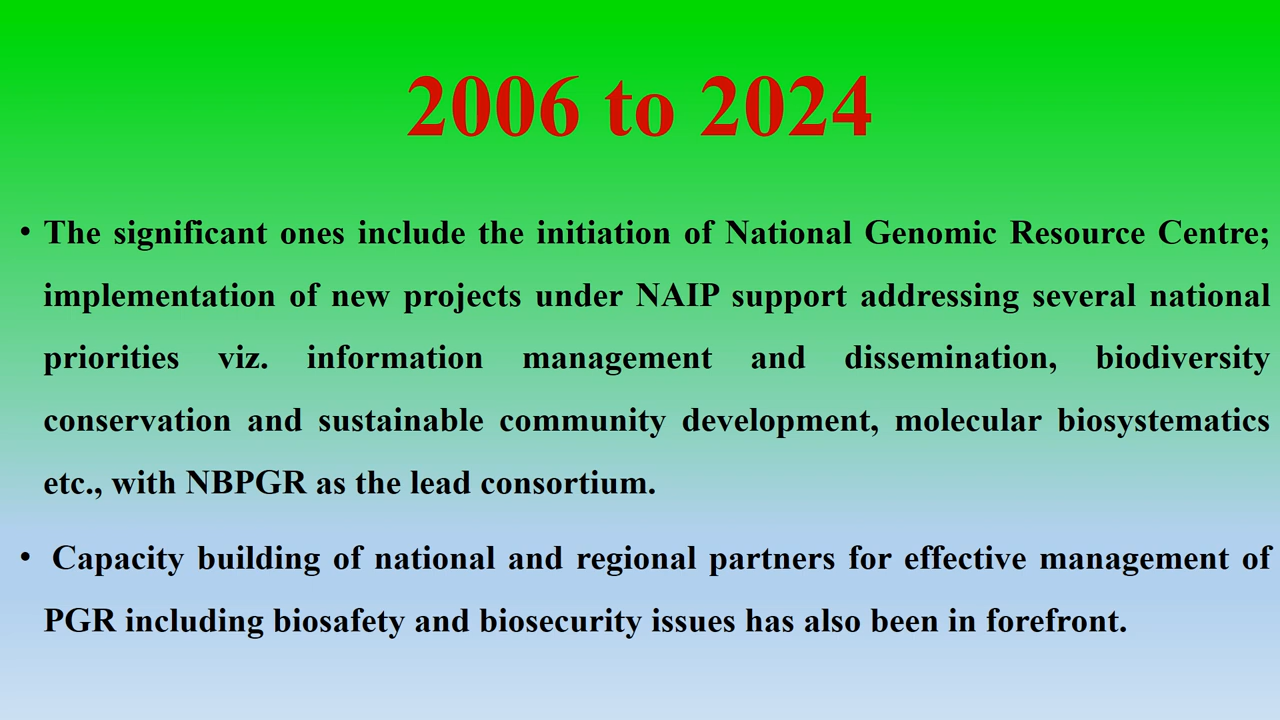 2006 to 2024
• The significant ones include the initiation of National Genomic Resource Centre;
implementation of new projects under NAIP support addressing several national
priorities viz. information management and dissemination, biodiversity
conservation and sustainable community development, molecular biosystematics
etc., with NBPGR as the lead consortium.
• Capacity building of national and regional partners for effective management of
PGR including biosafety and biosecurity issues has also been in forefront.